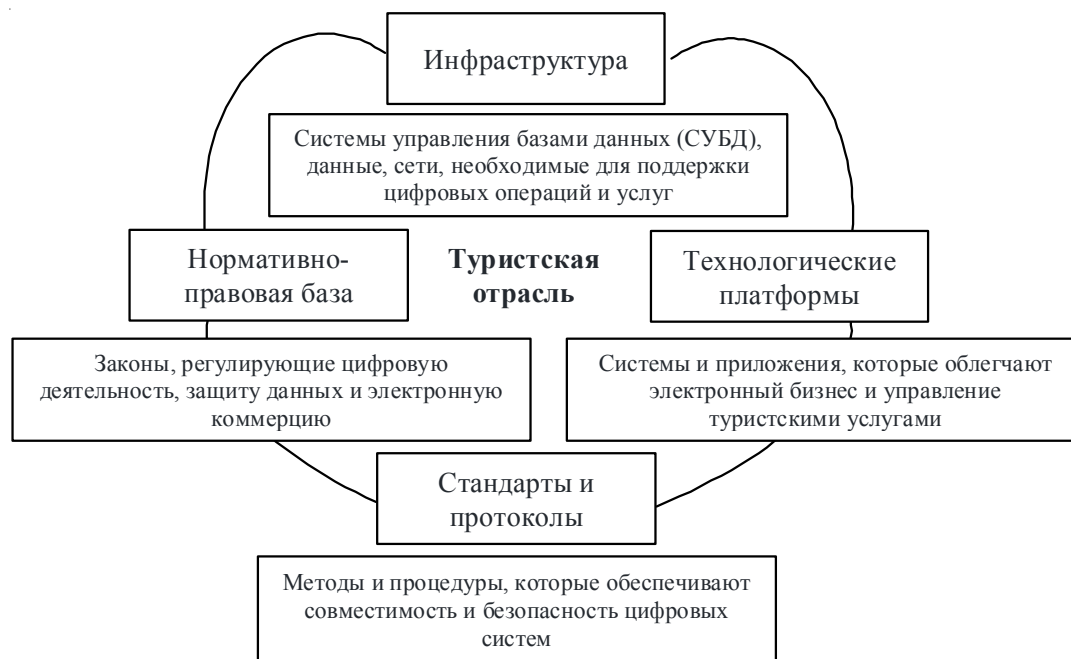 Инфраструктура
Системы управления базами данных (СУБД),
данные, сети, необходимые для поддержки
цифровых операций и услуг
Нормативно-
правовая база
Туристская
отрасль
Технологические
платформы
Законы, регулирующие цифровую
деятельность, защиту данных и электронную
коммерцию
Системы и приложения, которые облегчают
электронный бизнес и управление
туристскими услугами
Стандарты и
протоколы
Методы и процедуры, которые обеспечивают
совместимость и безопасность цифровых
систем